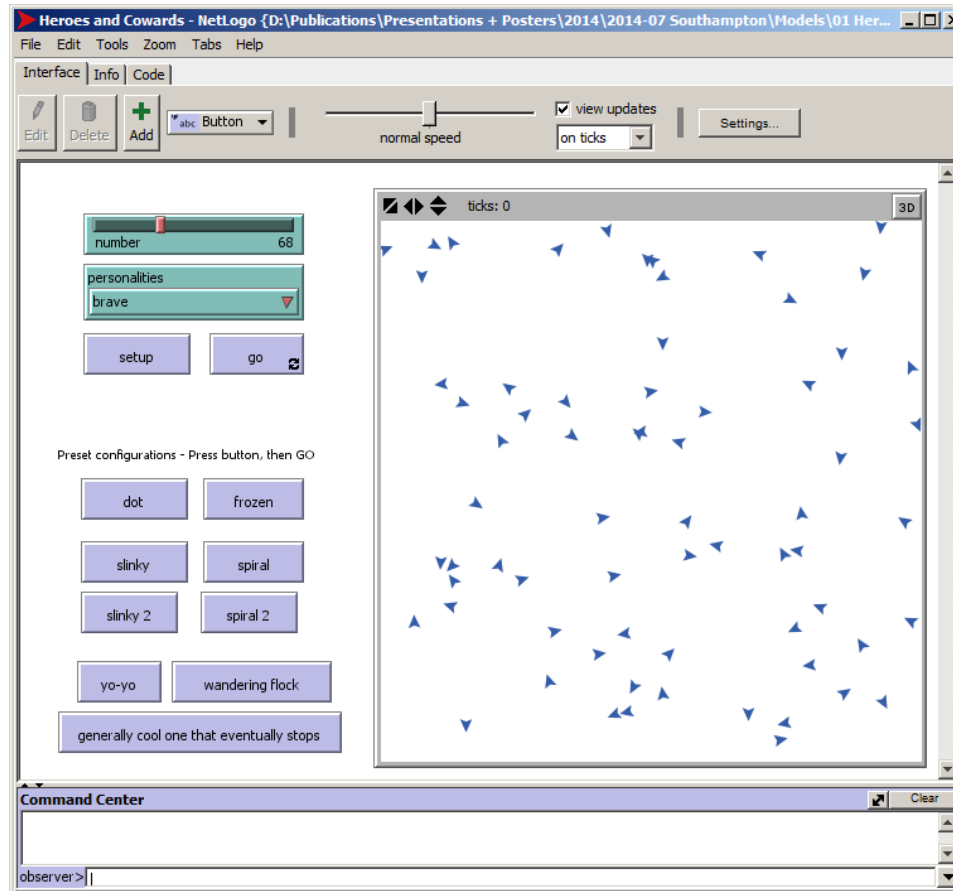 Heroes and Cowards - NetLogo {D:\Publications\Presentations + Posters\2014\2014-07 Southampton\Models\01 Her...
File Edit Tools Zoom Tabs Help
Interface Info Code
Edit Delete Add abc Button normal speed view updates on ticks Settings...
ticks: 0 3D
number 68
personalities
brave
setup go
Preset configurations - Press button, then GO
dot frozen
slinky spiral
slinky 2 spiral 2
yo-yo wandering flock
generally cool one that eventually stops
Command Center Clear
observer>